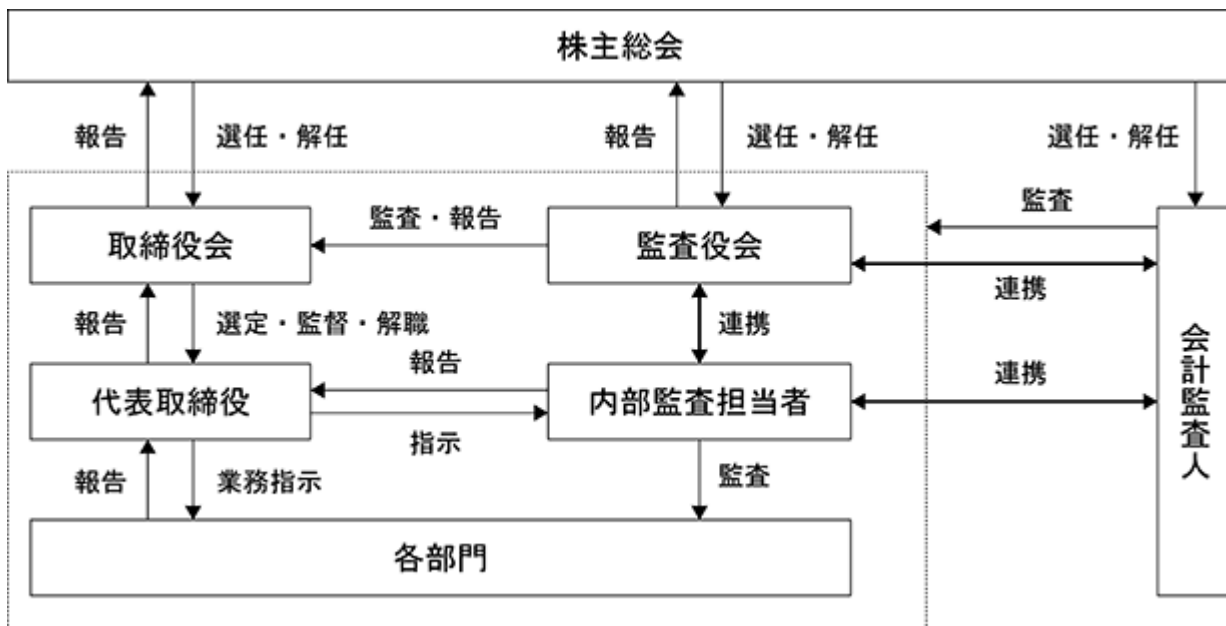 株主総会
報告
選任・解任
報告
選任・解任
選任・解任
監査・報告
監査
取締役会
監査役会
連携
報告
選定・監督・解職
連携
報告
連携
代表取締役
内部監査担当者
会計監査人
指示
報告
業務指示
監査
各部門